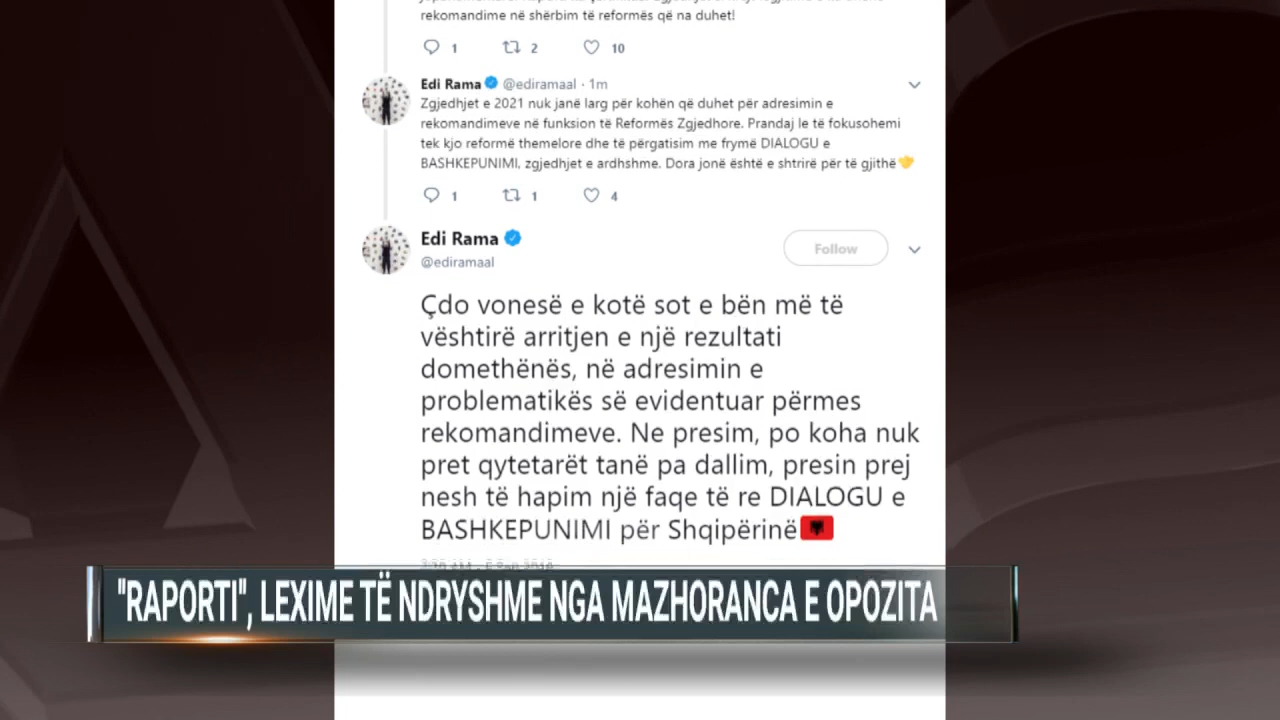 rekomandime në shërbim të reformës që na duhet!
1 2 10
Edi Rama @ediramaal · 1m
Zgjedhjet e 2021 nuk janë larg për kohën që duhet për adresimin e
rekomandimeve në funksion të Reformës Zgjedhore. Prandaj le të fokusohemi
tek kjo reformë themelore dhe të përgatisim me frymë DIALOGU e
BASHKEPUNIMI, zgjedhjet e ardhshme. Dora jonë është e shtrirë për të gjithë
1 1 4
Edi Rama
@ediramaal
Follow
Çdo vonesë e kotë sot e bën më të
vështirë arritjen e një rezultati
domethënës, në adresimin e
problematikës së evidentuar përmes
rekomandimeve. Ne presim, po koha nuk
pret qytetarët tanë pa dallim, presin prej
nesh të hapim një faqe të re DIALOGU e
BASHKEPUNIMI për Shqipërinë
"RAPORTI", LEXIME TË NDRYSHME NGA MAZHORANCA E OPOZITA